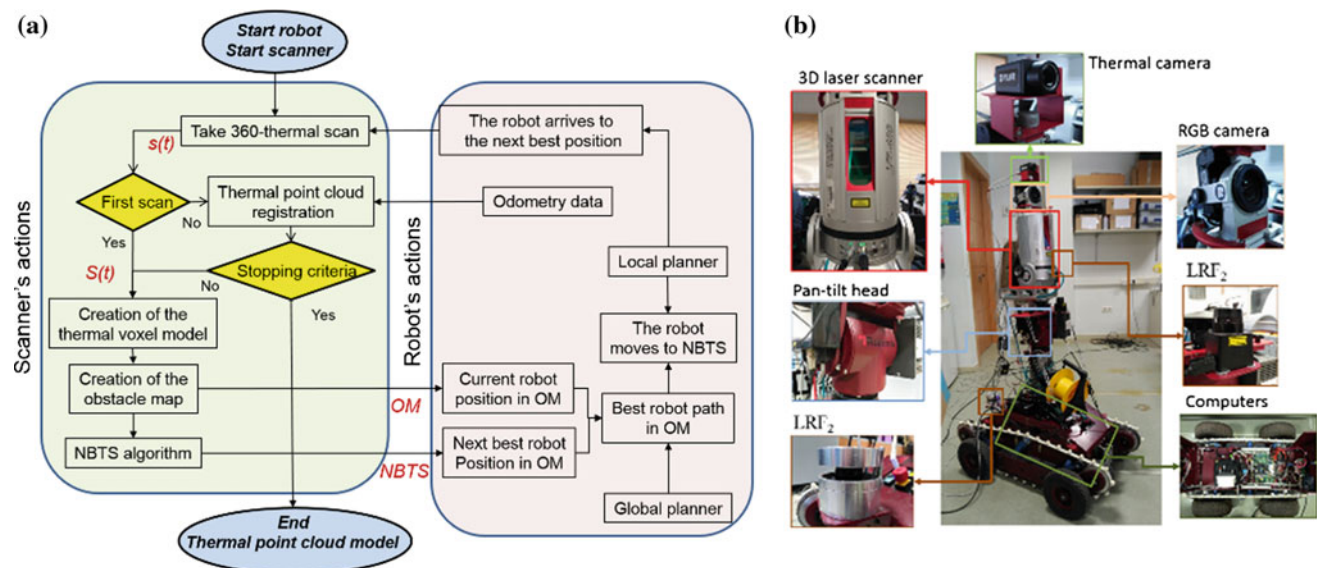 (a)
Start robot
Start scanner
Scanner's actions
Take 360-thermal scan
s(t)
First scan
No
Yes
Thermal point cloud
registration
S(t)
Stopping criteria
No
Yes
Creation of the
thermal voxel model
Creation of the
obstacle map
NBTS algorithm
OM
NBTS
End
Thermal point cloud model
Robot's actions
The robot arrives to
the next best position
Odometry data
Local planner
The robot
moves to NBTS
Current robot
position in OM
Best robot path
in OM
Next best robot
Position in OM
Global planner
(b)
3D laser scanner
Thermal camera
RGB camera
Pan-tilt head
LRF2
LRF2
Computers